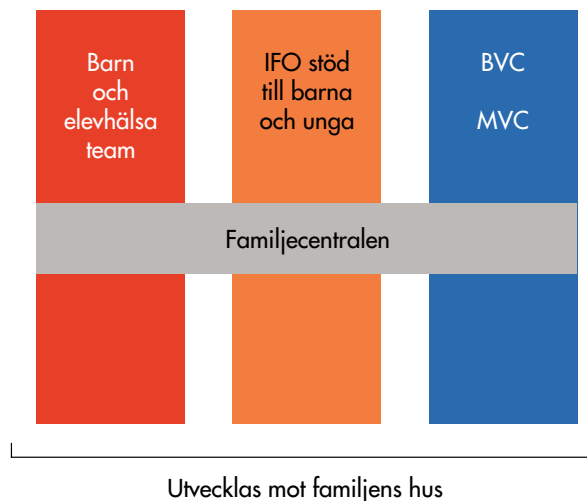 Barn
och
elevhälsa
team
IFO stöd
till barna
och unga
BVC
MVC
Familjecentralen
Utvecklas mot familjens hus